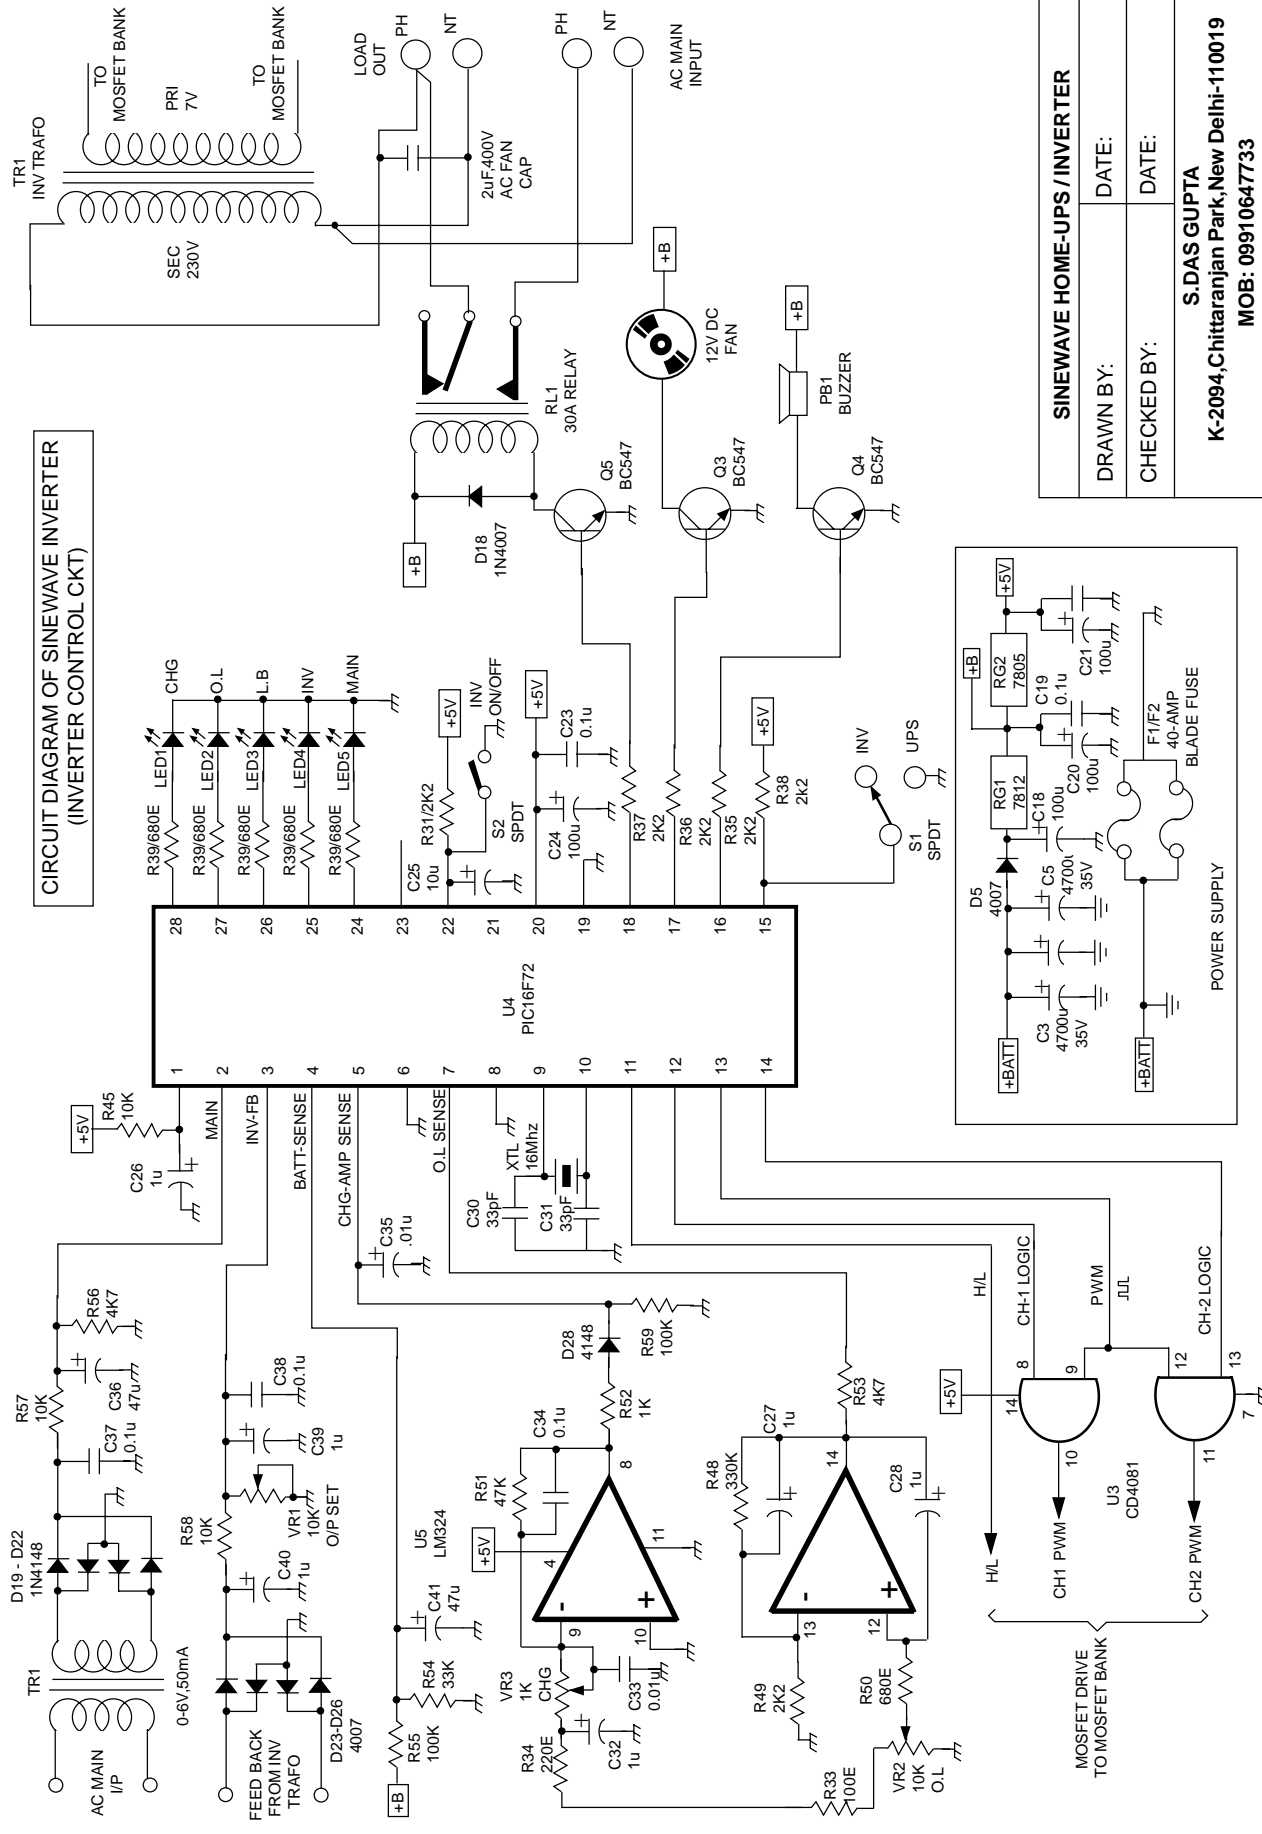 CIRCUIT DIAGRAM OF SINEWAVE INVERTER
(INVERTER CONTROL CKT)
AC MAIN
I/P
TR1
0-6V,50mA
D19 - D22
1N4148
C37
0.1u
R57
10K
C36
47u
R56
4K7
FEED BACK
FROM INV
TRAFO
D23-D26
4007
C40
1u
R58
10K
VR1
10K
O/P SET
C39
1u
C38
0.1u
+B
R55
100K
R54
33K
C41
47u
U5
LM324
+5V
R34
220E
C32
1u
VR3
1K
CHG
C33
0.01u
R51
47K
C34
0.1u
-
+
9
10
4
11
8
R52
1K
D28
4148
R59
100K
C35
.01u
R33
100E
VR2
10K
O.L
R50
680E
R49
2K2
R48
330K
C27
1u
C28
1u
-
+
13
12
14
R53
4K7
+5V
R45
10K
C26
1u
MAIN
INV-FB
BATT-SENSE
CHG-AMP SENSE
O.L SENSE
XTL
16Mhz
C30
33pF
C31
33pF
1
2
3
4
5
6
7
8
9
10
11
12
13
14
U4
PIC16F72
28
27
26
25
24
23
22
21
20
19
18
17
16
15
R39/680E
R39/680E
R39/680E
R39/680E
R39/680E
LED1
LED2
LED3
LED4
LED5
CHG
O.L
L.B
INV
MAIN
C25
10u
R31/2K2
+5V
S2
SPDT
INV
ON/OFF
C24
100u
+5V
C23
0.1u
R37
2K2
R36
2K2
R35
2K2
R38
2k2
+5V
S1
SPDT
INV
UPS
+B
D18
1N4007
RL1
30A RELAY
Q5
BC547
Q3
BC547
Q4
BC547
12V DC
FAN
+B
PB1
BUZZER
+B
TR1
INV TRAFO
SEC
230V
PRI
7V
TO
MOSFET BANK
TO
MOSFET BANK
LOAD
OUT
PH
NT
2uF,400V
AC FAN
CAP
PH
NT
AC MAIN
INPUT
H/L
CH-1 LOGIC
PWM
CH-2 LOGIC
+5V
14
8
9
10
12
13
11
7
U3
CD4081
H/L
CH1 PWM
CH2 PWM
MOSFET DRIVE
TO MOSFET BANK
+BATT
C3
4700u
35V
C5
35V
D5
4007
C18
100u
RG1
7812
+B
C20
100u
C19
0.1u
RG2
7805
+5V
C21
100u
+BATT
F1/F2
40-AMP
BLADE FUSE
POWER SUPPLY
SINEWAVE HOME-UPS / INVERTER
DRAWN BY:
DATE:
CHECKED BY:
DATE:
S.DAS GUPTA
K-2094,Chittaranjan Park,New Delhi-110019
MOB: 09910647733